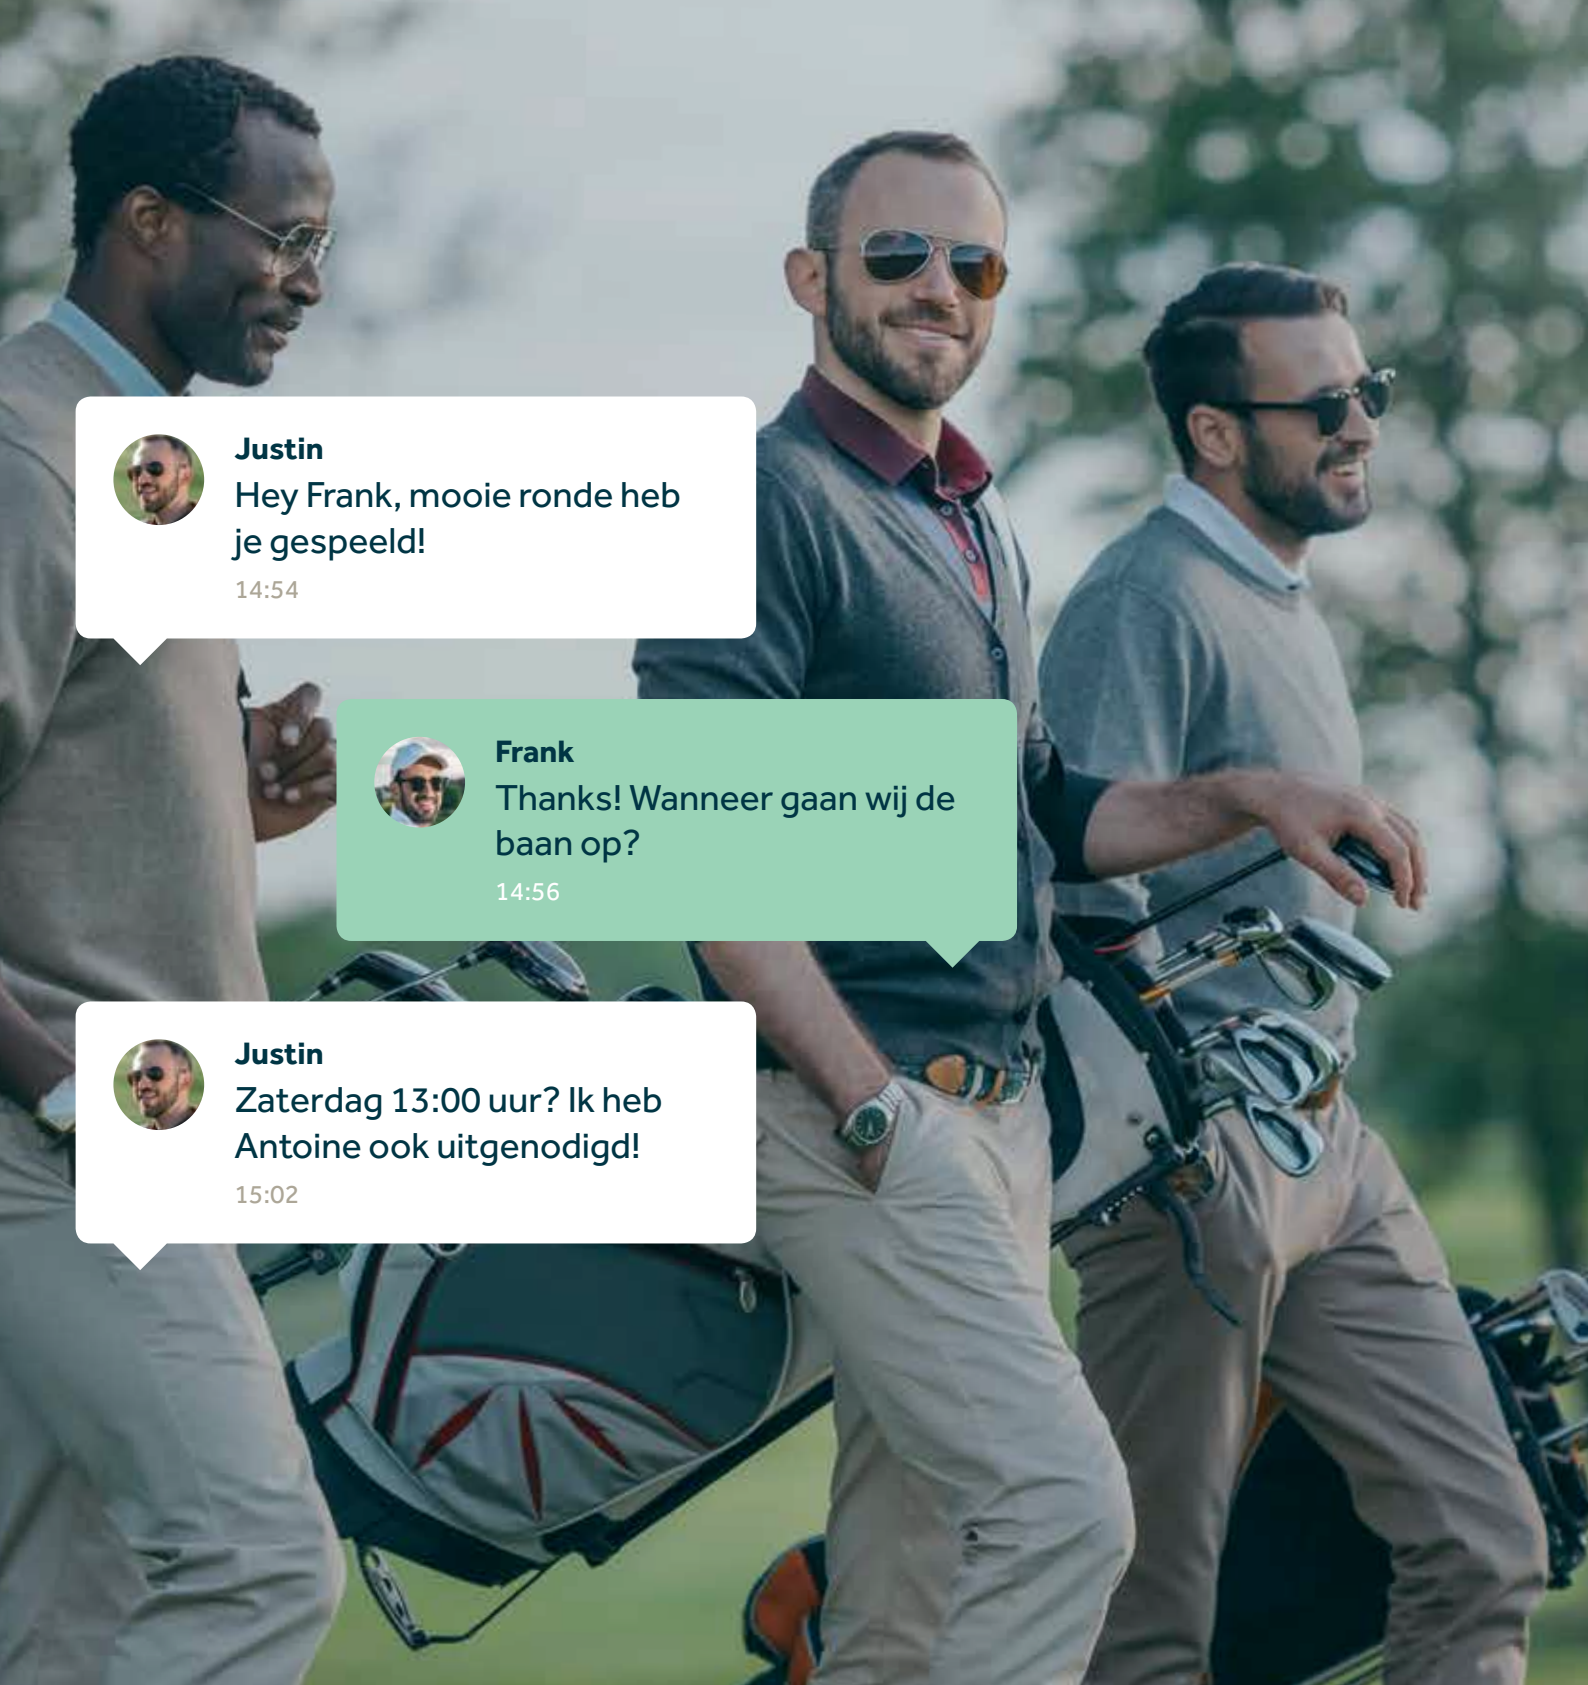 Justin
Hey Frank, mooie ronde heb
je gespeeld!
14:54
Frank
Thanks! Wanneer gaan wij de
baan op?
14:56
Justin
Zaterdag 13:00 uur? Ik heb
Antoine ook uitgenodigd!
15:02